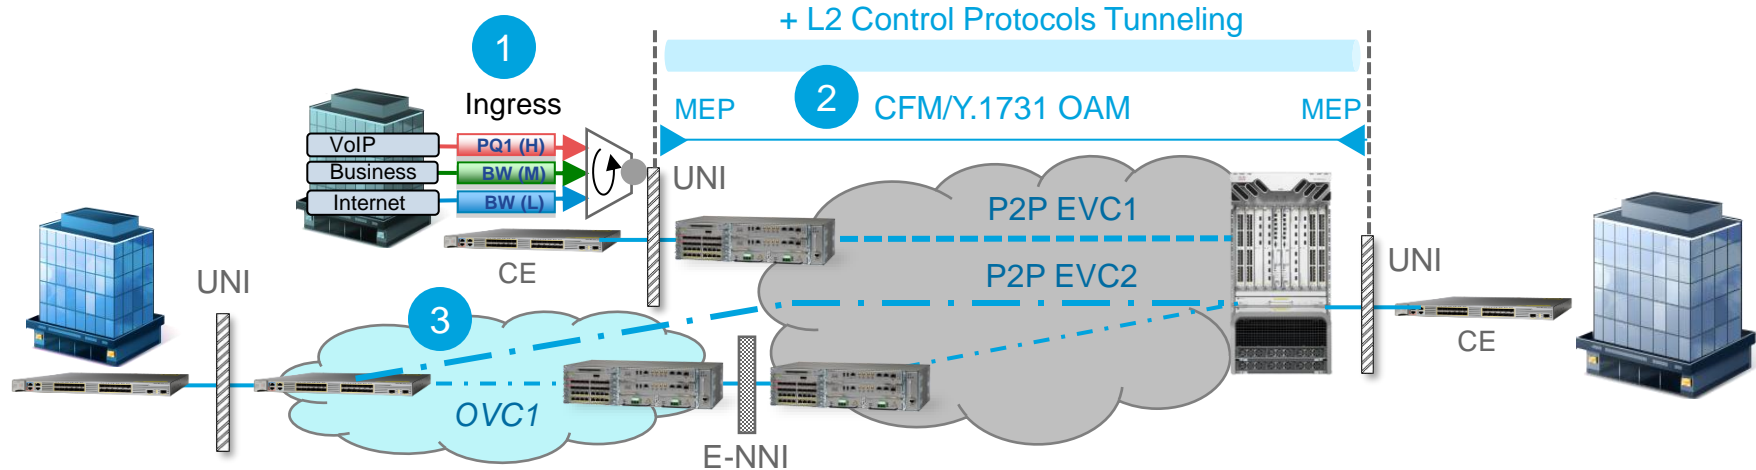 + L2 Control Protocols Tunneling
1
Ingress
MEP
2
CFM/Y.1731 OAM
MEP
VoIP
PQ1 (H)
Business
BW (M)
Internet
BW (L)
UNI
P2P EVC1
CE
UNI
P2P EVC2
UNI
3
CE
OVC1
E-NNI